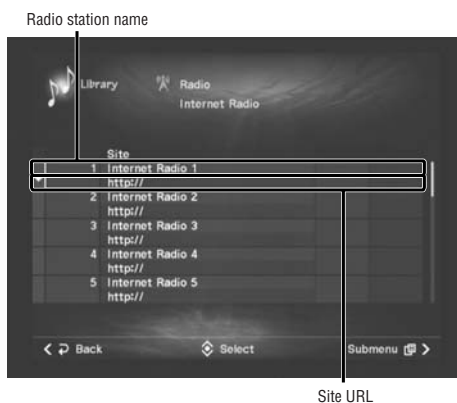 Radio station name
Library
Radio
Internet Radio
Site
1 Internet Radio 1
http://
2 Internet Radio 2
http://
3 Internet Radio 3
http://
4 Internet Radio 4
http://
5 Internet Radio 5
http://
Back
Select
Submenu
Site URL